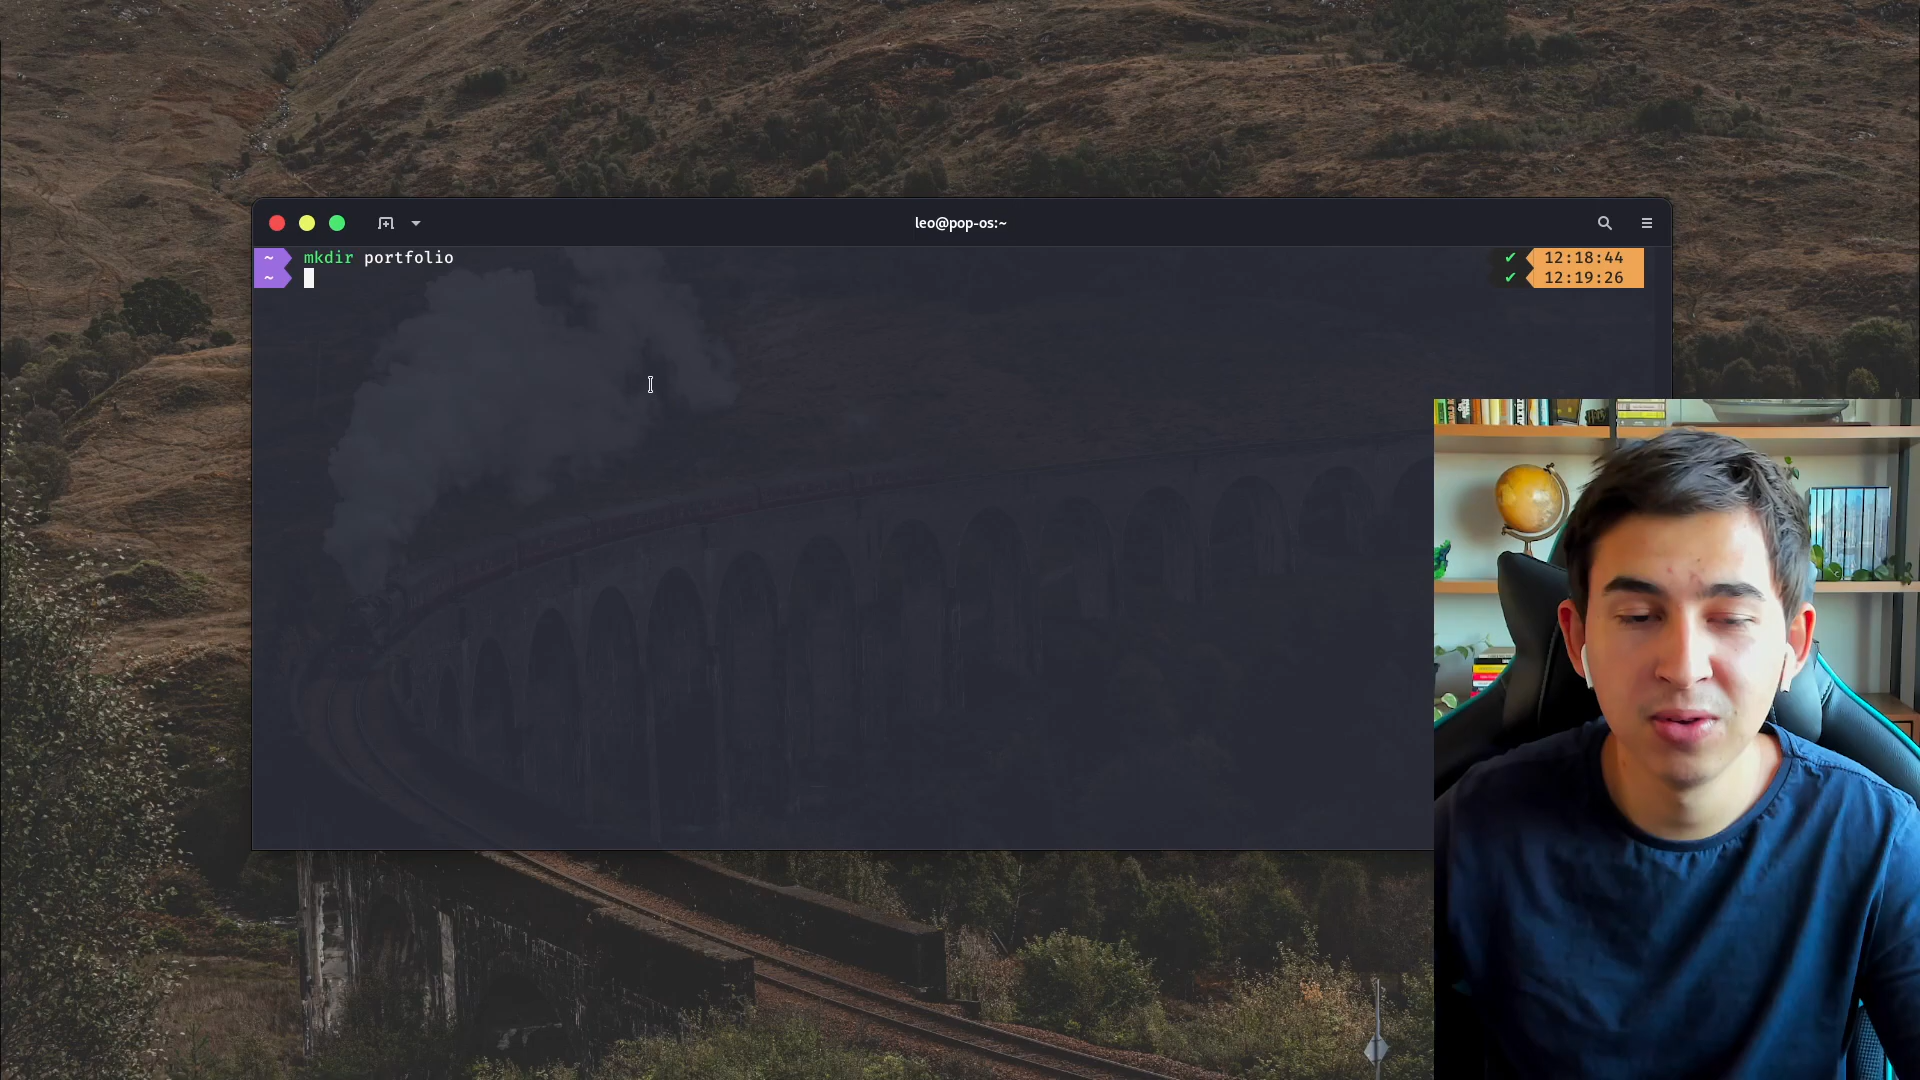 leo@pop-os:~
~ mkdir portfolio ✔ 12:18:44
~ ✔ 12:19:26